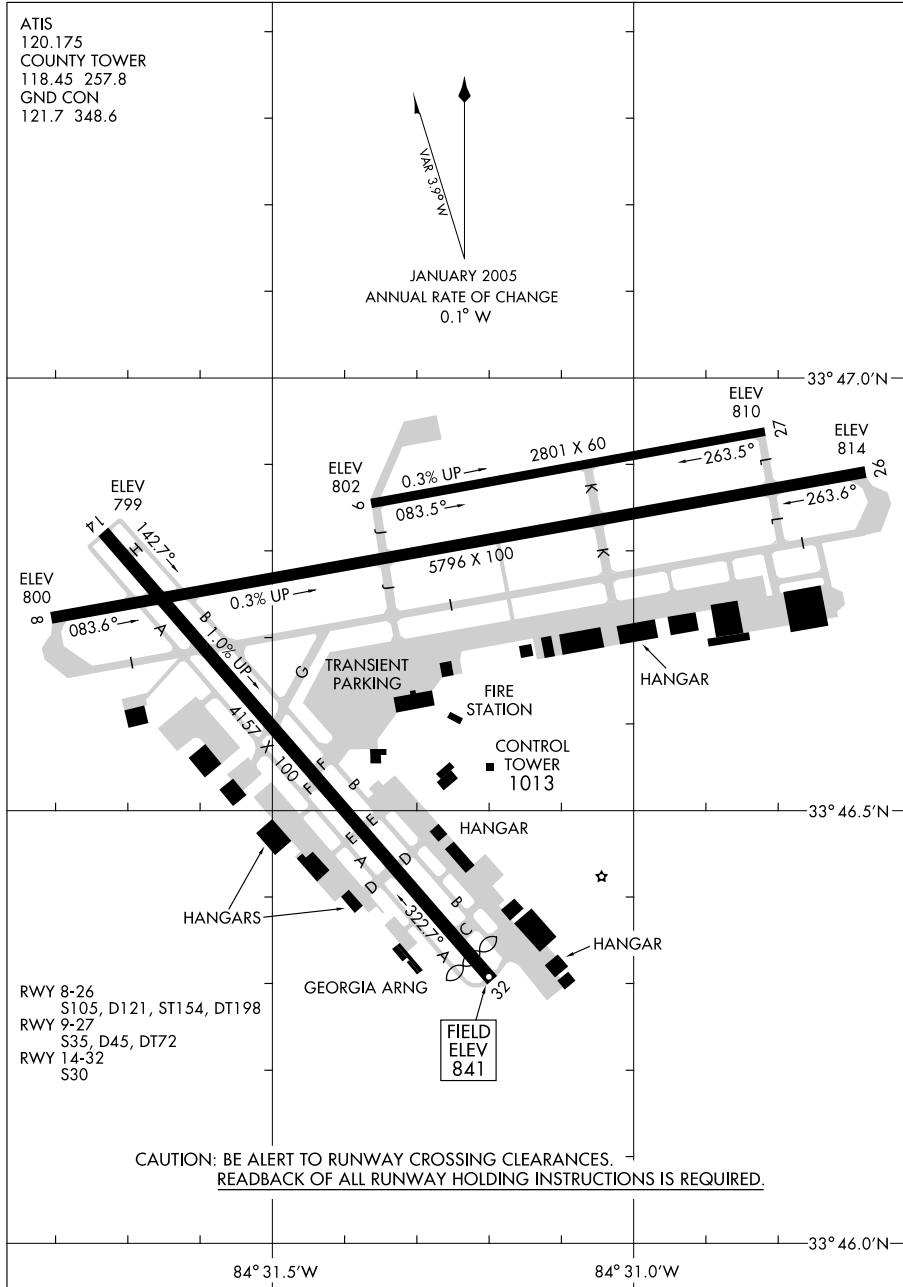 ATIS
120.175
COUNTY TOWER
118.45 257.8
GND CON
121.7 348.6
VAR 3.9° W
JANUARY 2005
ANNUAL RATE OF CHANGE
0.1° W
33° 47.0'N
ELEV
810
27
ELEV
814
26
2801 X 60
263.5°
L
ELEV
802
0.3% UP
9
083.5°
K
263.6°
ELEV
799
14
142.7°
H
J
K
L
5796 X 100
J
I
I
ELEV
800
8
083.6°
0.3% UP
A
B
1.0% UP
I
I
G
TRANSIENT
PARKING
HANGAR
FIRE
STATION
4157 X 100
CONTROL
TOWER
1013
F
F
B
33° 46.5'N
E
E
HANGAR
A
D
D
B
C
HANGARS
322.7°
A
HANGAR
GEORGIA ARNG
32
RWY 8-26
S105, D121, ST154, DT198
RWY 9-27
S35, D45, DT72
RWY 14-32
S30
FIELD
ELEV
841
CAUTION: BE ALERT TO RUNWAY CROSSING CLEARANCES.
READBACK OF ALL RUNWAY HOLDING INSTRUCTIONS IS REQUIRED.
33° 46.0'N
84° 31.5'W
84° 31.0'W